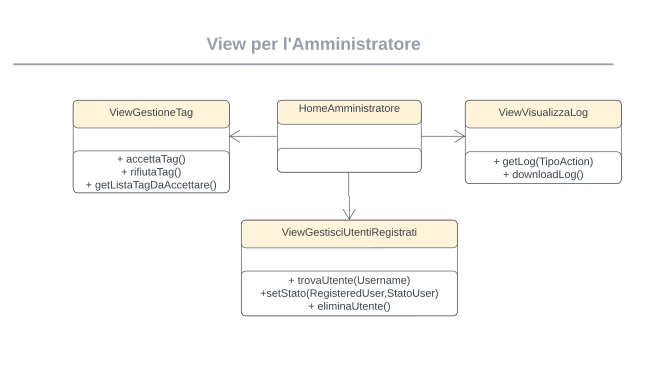 View per l'Amministratore
ViewGestioneTag
+ accettaTag()
+ rifiutaTag()
+ getListaTagDaAccettare()
HomeAmministratore
ViewVisualizzaLog
+ getLog(TipoAction)
+ downloadLog()
ViewGestisciUtentiRegistrati
+ trovaUtente(Username)
+setStato(RegisteredUser,StatoUser)
+ eliminaUtente()